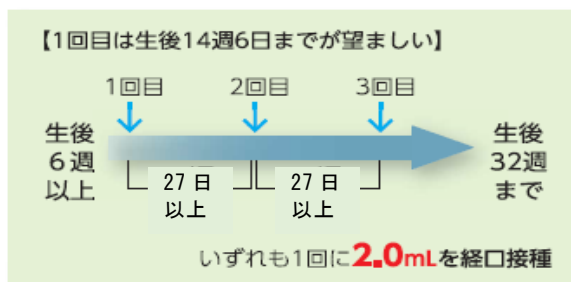 【1回目は生後14週6日までが望ましい】
1回目 2回目 3回目
生後
6週
以上
27日
以上
27日
以上
生後
32週
まで
いずれも1回に2.0mLを経口接種